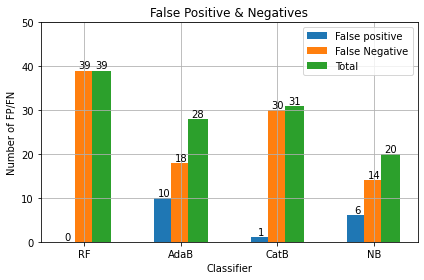 False Positive & Negatives
50
40
30
20
10
0
Number of FP/FN
False positive
False Negative
Total
0
39
39
10
18
28
1
30
31
6
14
20
RF
AdaB
CatB
NB
Classifier